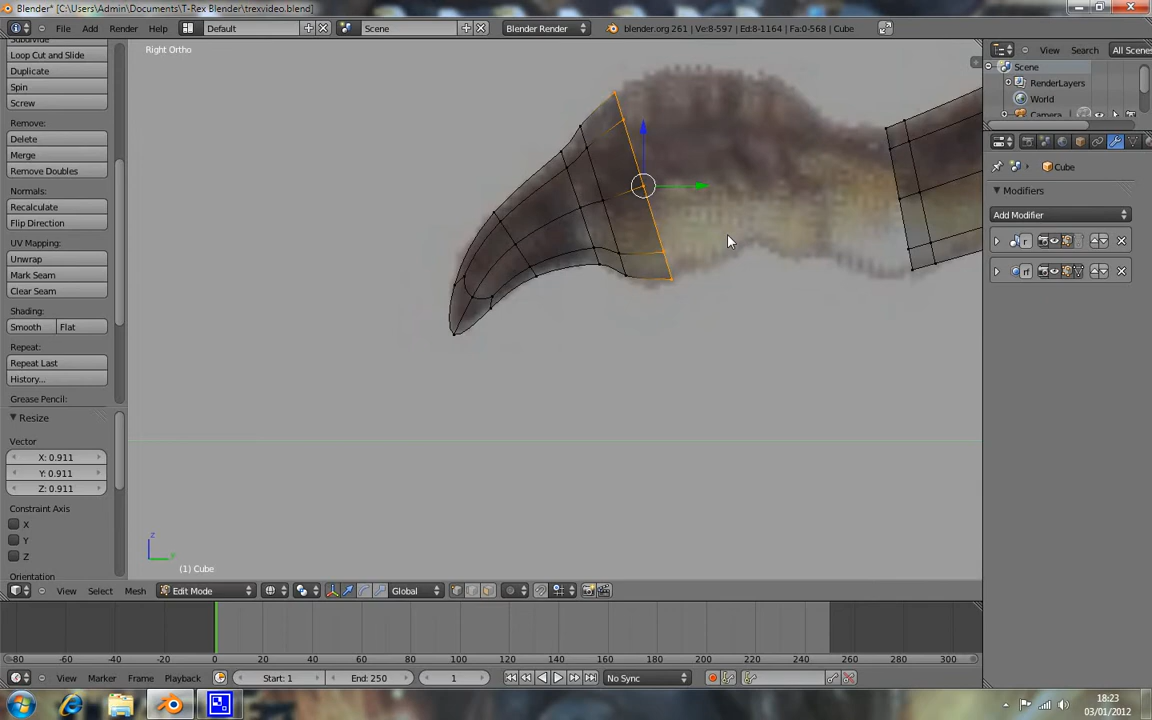 Blender* [C:\Users\Admin\Documents\T-Rex Blender\trexvideo.blend]
File Add Render Help Default Scene Blender Render blender.org 261 | Ve:8-597 | Ed:8-1164 | Fa:0-568 | Cube
Subdivide
Loop Cut and Slide
Duplicate
Spin
Screw
Remove:
Delete
Merge
Remove Doubles
Normals:
Recalculate
Flip Direction
UV Mapping:
Unwrap
Mark Seam
Clear Seam
Shading:
Smooth Flat
Repeat:
Repeat Last
History...
Grease Pencil:
Resize
Vector
X: 0.911
Y: 0.911
Z: 0.911
Constraint Axis
X
Y
Z
Orientation
Right Ortho
z
(1) Cube
View Search All Scenes
Scene
RenderLayers
World
Camera
Cube
Modifiers
Add Modifier
r
rf
View Select Mesh Edit Mode Global
-80 -60 -40 -20 0 20 40 60 80 100 120 140 160 180 200 220 240 260 280 300
View Marker Frame Playback Start: 1 End: 250 1 No Sync
18:23
03/01/2012